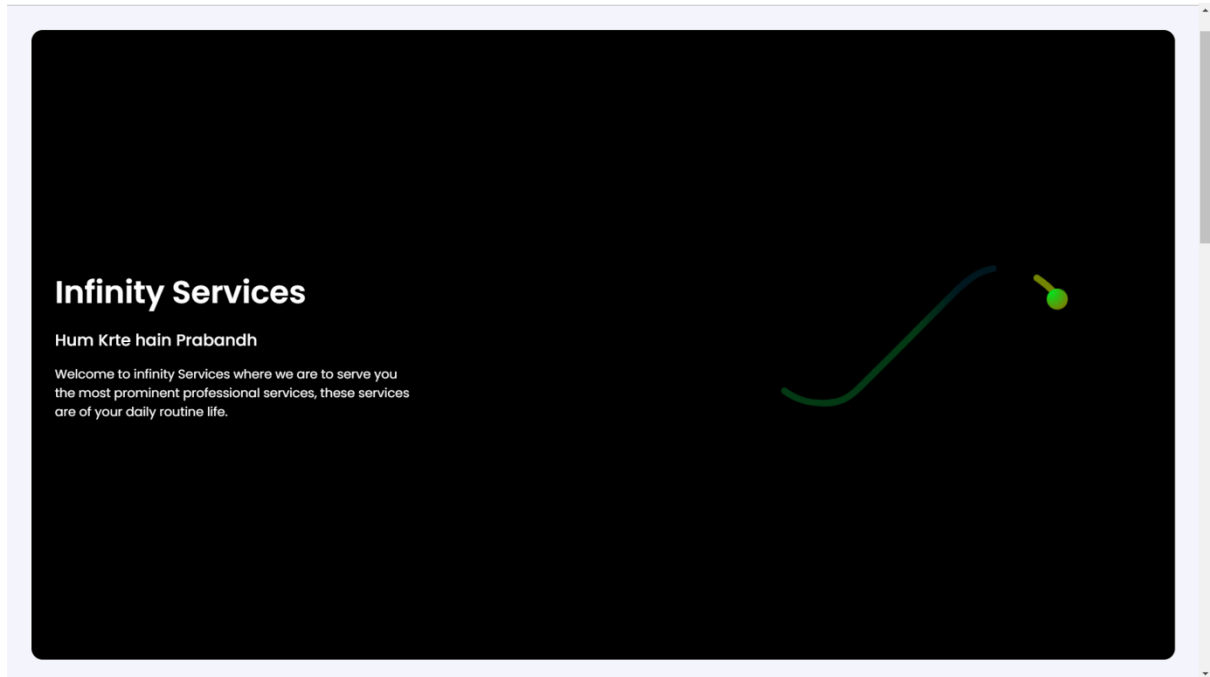 Infinity Services
Hum Krte hain Prabandh
Welcome to infinity Services where we are to serve you
the most prominent professional services, these services
are of your daily routine life.